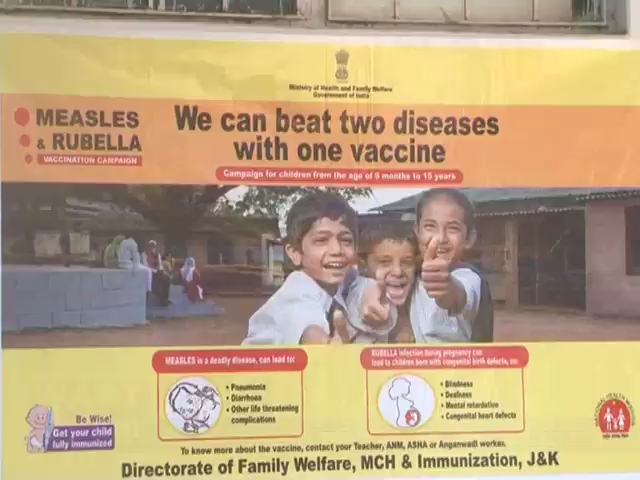 Ministry of Health and Family Welfare
Government of India
MEASLES
& RUBELLA
VACCINATION CAMPAIGN
We can beat two diseases
with one vaccine
Campaign for children from the age of 9 months to 15 years
MEASLES is a deadly disease, can lead to:
• Pneumonia
• Diarrhoea
• Other life threatening
complications
RUBELLA infection during pregnancy can
lead to children born with congenital birth defects,
• Blindness
• Deafness
• Mental retardation
• Congenital heart defects
Be Wise!
Get your child
fully immunized
NATIONAL HEALTH MISSION
To know more about the vaccine, contact your Teacher, ANM, ASHA or Anganwadi worker.
Directorate of Family Welfare, MCH & Immunization, J&K